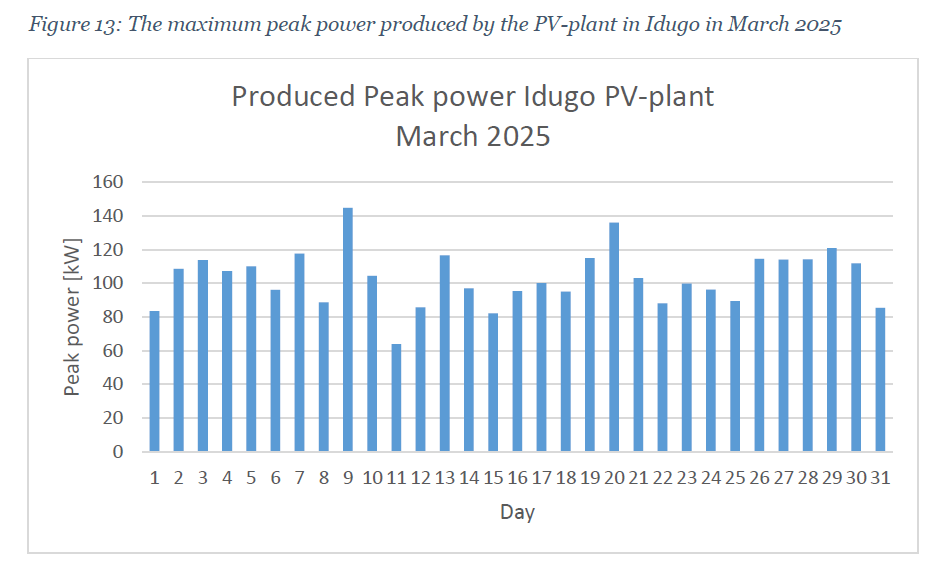 Figure 13: The maximum peak power produced by the PV-plant in Idugo in March 2025
Produced Peak power Idugo PV-plant
March 2025
160
140
120
100
80
60
40
20
0
Peak power [kW]
1 2 3 4 5 6 7 8 9 10 11 12 13 14 15 16 17 18 19 20 21 22 23 24 25 26 27 28 29 30 31
Day